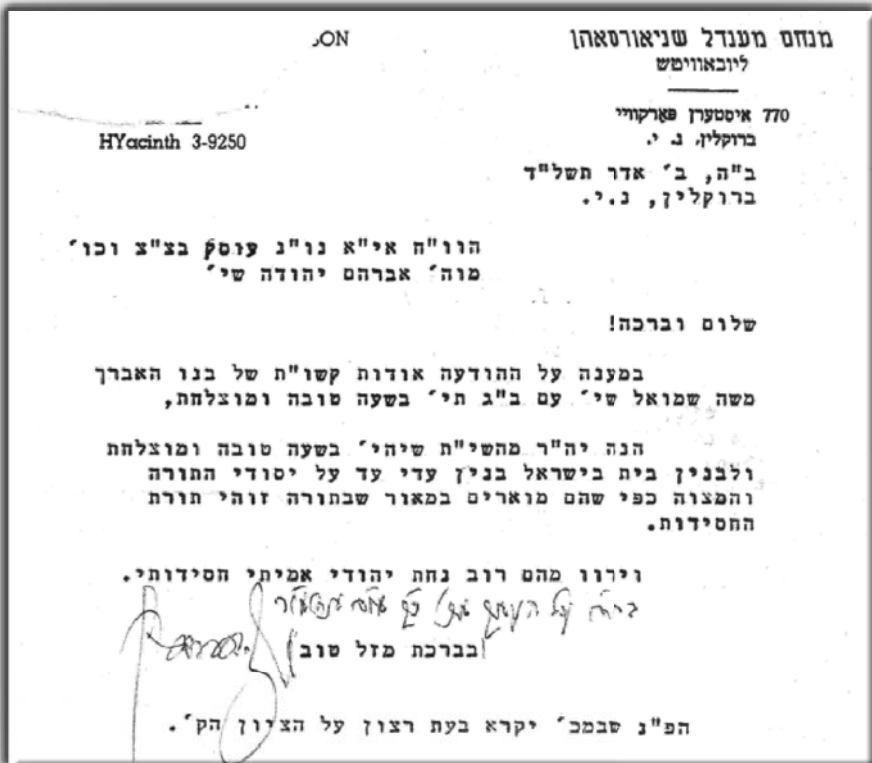 מנחם מענדל שניאורסאהן
ליובאוויטש
770 איסטערן פארקוויי
ברוקלין, נ. י.
SON
HYacinth 3-9250
ב"ה, ב' אדר תשל"ד
ברוקלין, נ.י.
הוו"ח אי"א נו"נ עוסק בצ"צ וכו'
מוה' אברהם יהודה שי'
שלום וברכה!
במענה על ההודעה אודות קשו"ת של בנו האברך
משה שמואל שי' עם ב"ג תי' בשעה טובה ומוצלחת,
הנה יה"ר מהשי"ת שיהי' בשעה טובה ומוצלחת
ולבנין בית בישראל בנין עדי עד על יסודי התורה
והמצוה כפי שהם מוארים במאור שבתורה זוהי תורת
החסידות.
וירוו מהם רוב נחת יהודי אמיתי חסידותי.
בברכת מזל טוב
הפ"נ שבמכ' יקרא בעת רצון על הציון הק'.